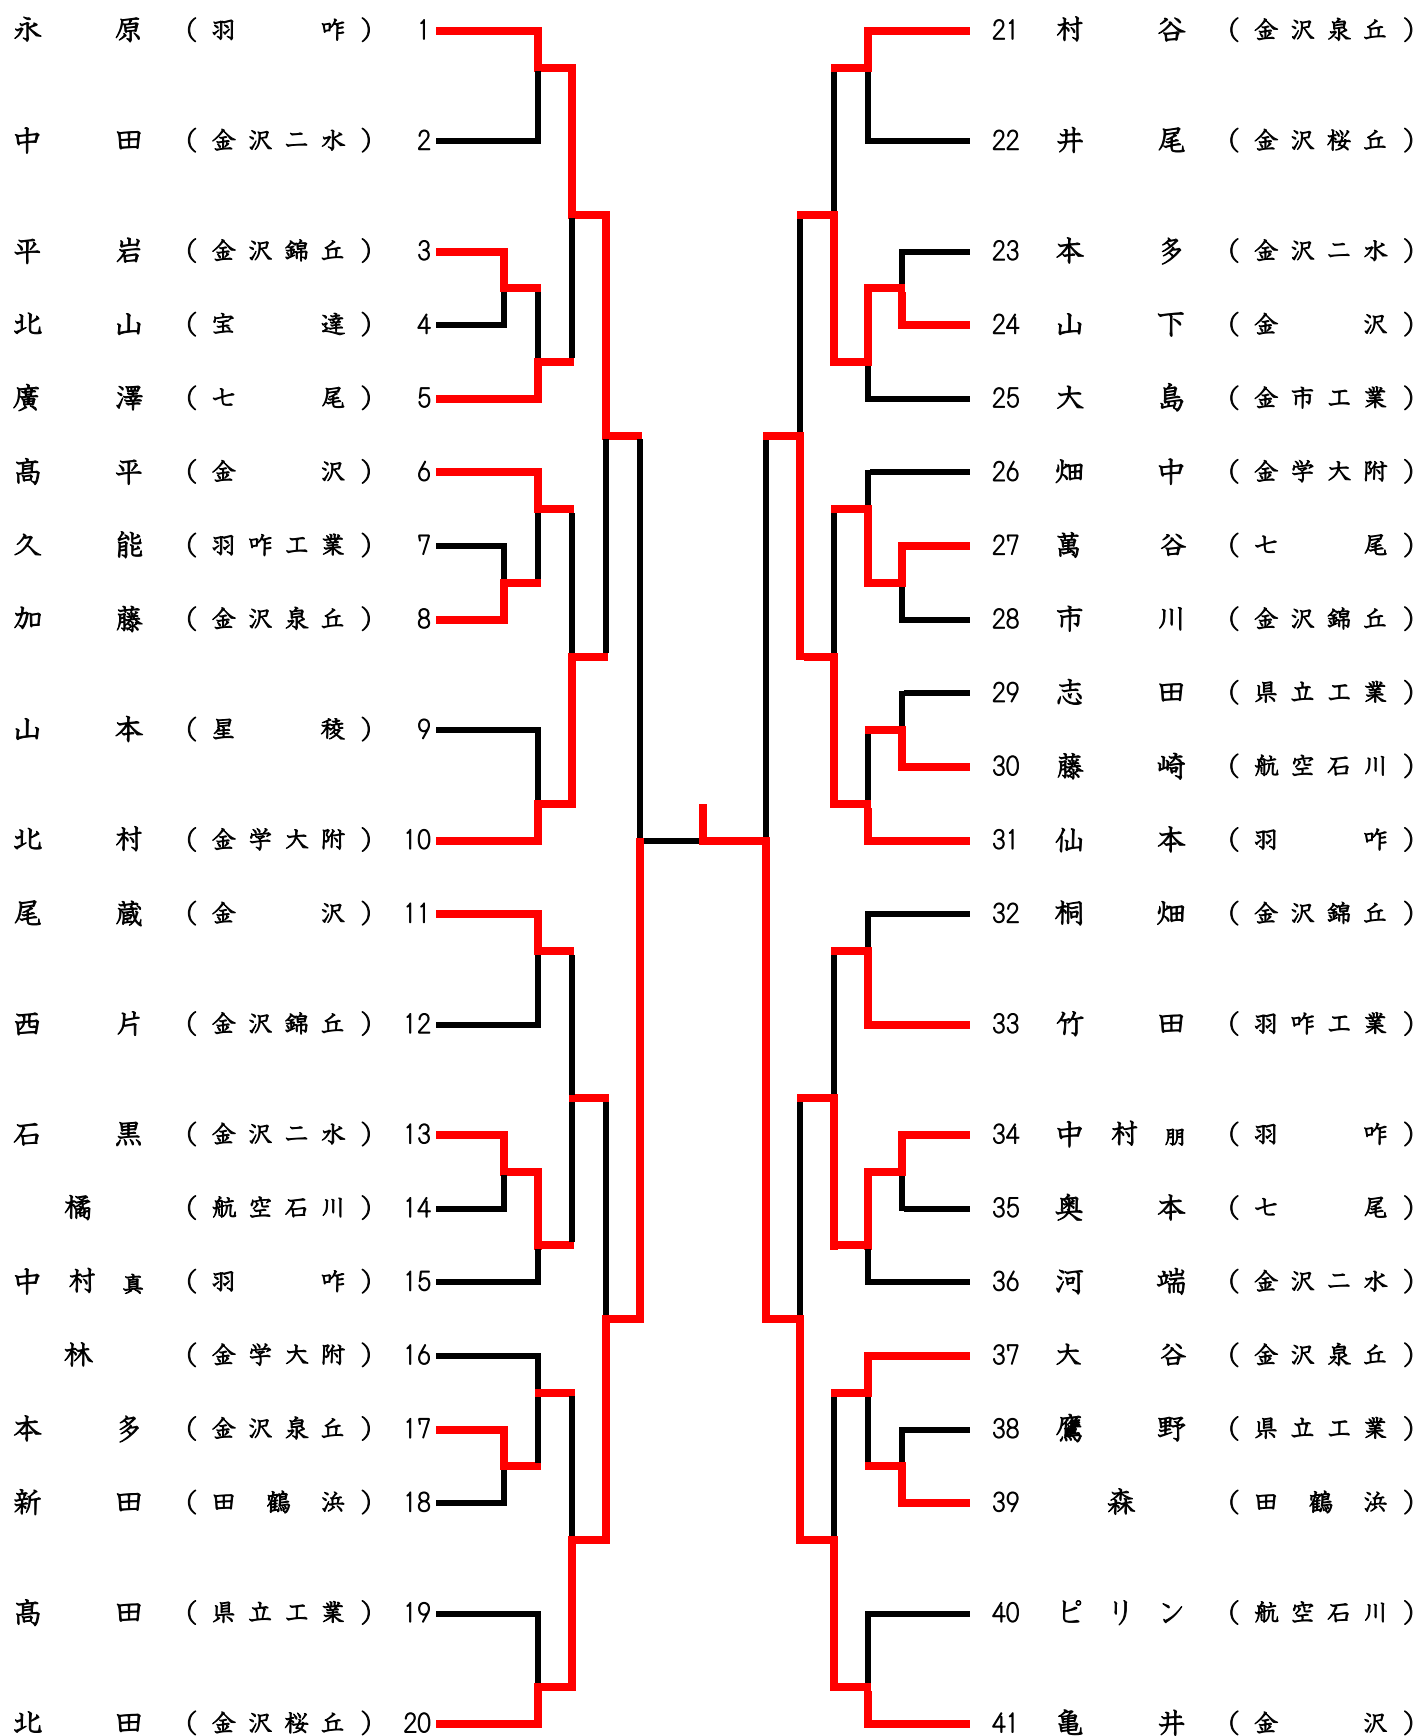 永原(羽咋) 1
中田(金沢二水) 2
平岩(金沢錦丘) 3
北山(宝達) 4
廣澤(七尾) 5
髙平(金沢) 6
久能(羽咋工業) 7
加藤(金沢泉丘) 8
山本(星稜) 9
北村(金学大附) 10
尾蔵(金沢) 11
西片(金沢錦丘) 12
石黒(金沢二水) 13
橘(航空石川) 14
中村真(羽咋) 15
林(金学大附) 16
本多(金沢泉丘) 17
新田(田鶴浜) 18
髙田(県立工業) 19
北田(金沢桜丘) 20
21 村谷(金沢泉丘)
22 井尾(金沢桜丘)
23 本多(金沢二水)
24 山下(金沢)
25 大島(金市工業)
26 畑中(金学大附)
27 萬谷(七尾)
28 市川(金沢錦丘)
29 志田(県立工業)
30 藤崎(航空石川)
31 仙本(羽咋)
32 桐畑(金沢錦丘)
33 竹田(羽咋工業)
34 中村朋(羽咋)
35 奥本(七尾)
36 河端(金沢二水)
37 大谷(金沢泉丘)
38 鷹野(県立工業)
39 森(田鶴浜)
40 ピリン(航空石川)
41 亀井(金沢)